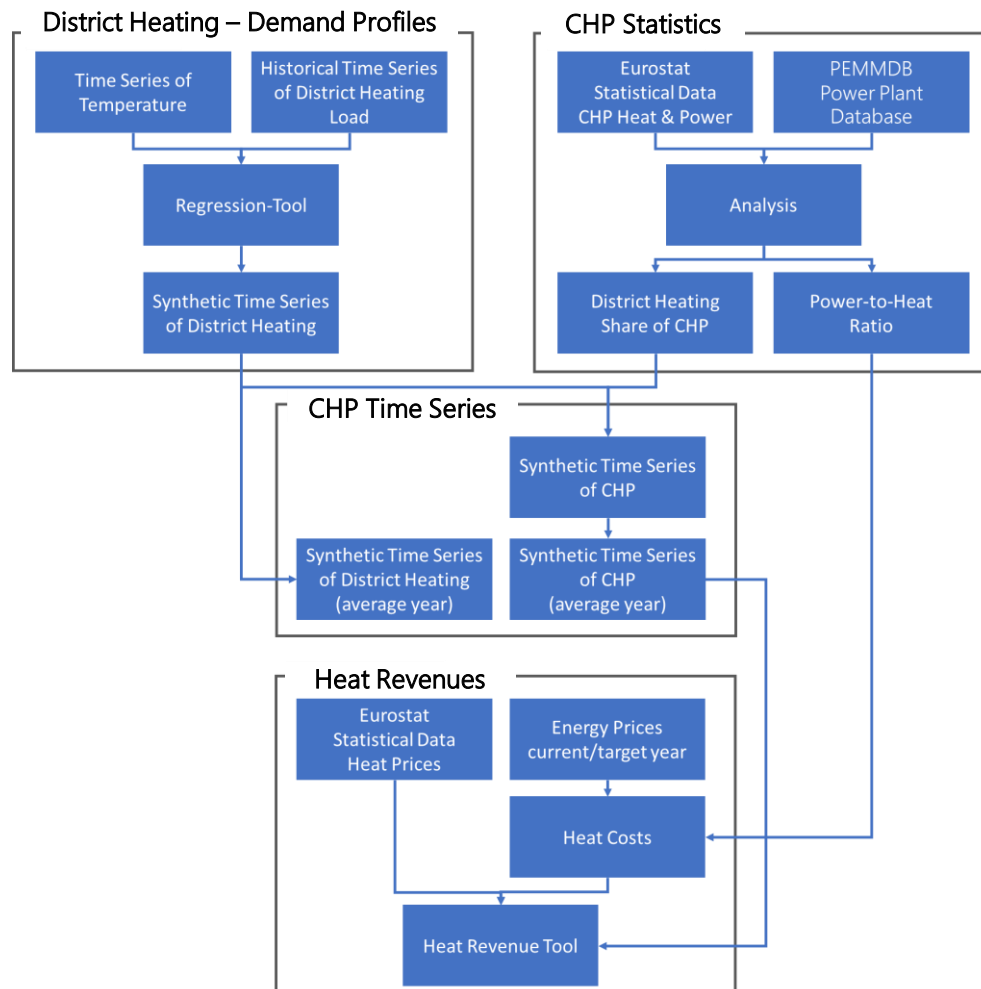 District Heating – Demand Profiles
Time Series of
Temperature
Historical Time Series
of District Heating
Load
Regression-Tool
Synthetic Time Series
of District Heating
CHP Statistics
Eurostat
Statistical Data
CHP Heat & Power
PEMMDB
Power Plant
Database
Analysis
District Heating
Share of CHP
Power-to-Heat
Ratio
CHP Time Series
Synthetic Time Series
of CHP
Synthetic Time Series
of District Heating
(average year)
Synthetic Time Series
of CHP
(average year)
Heat Revenues
Eurostat
Statistical Data
Heat Prices
Energy Prices
current/target year
Heat Costs
Heat Revenue Tool